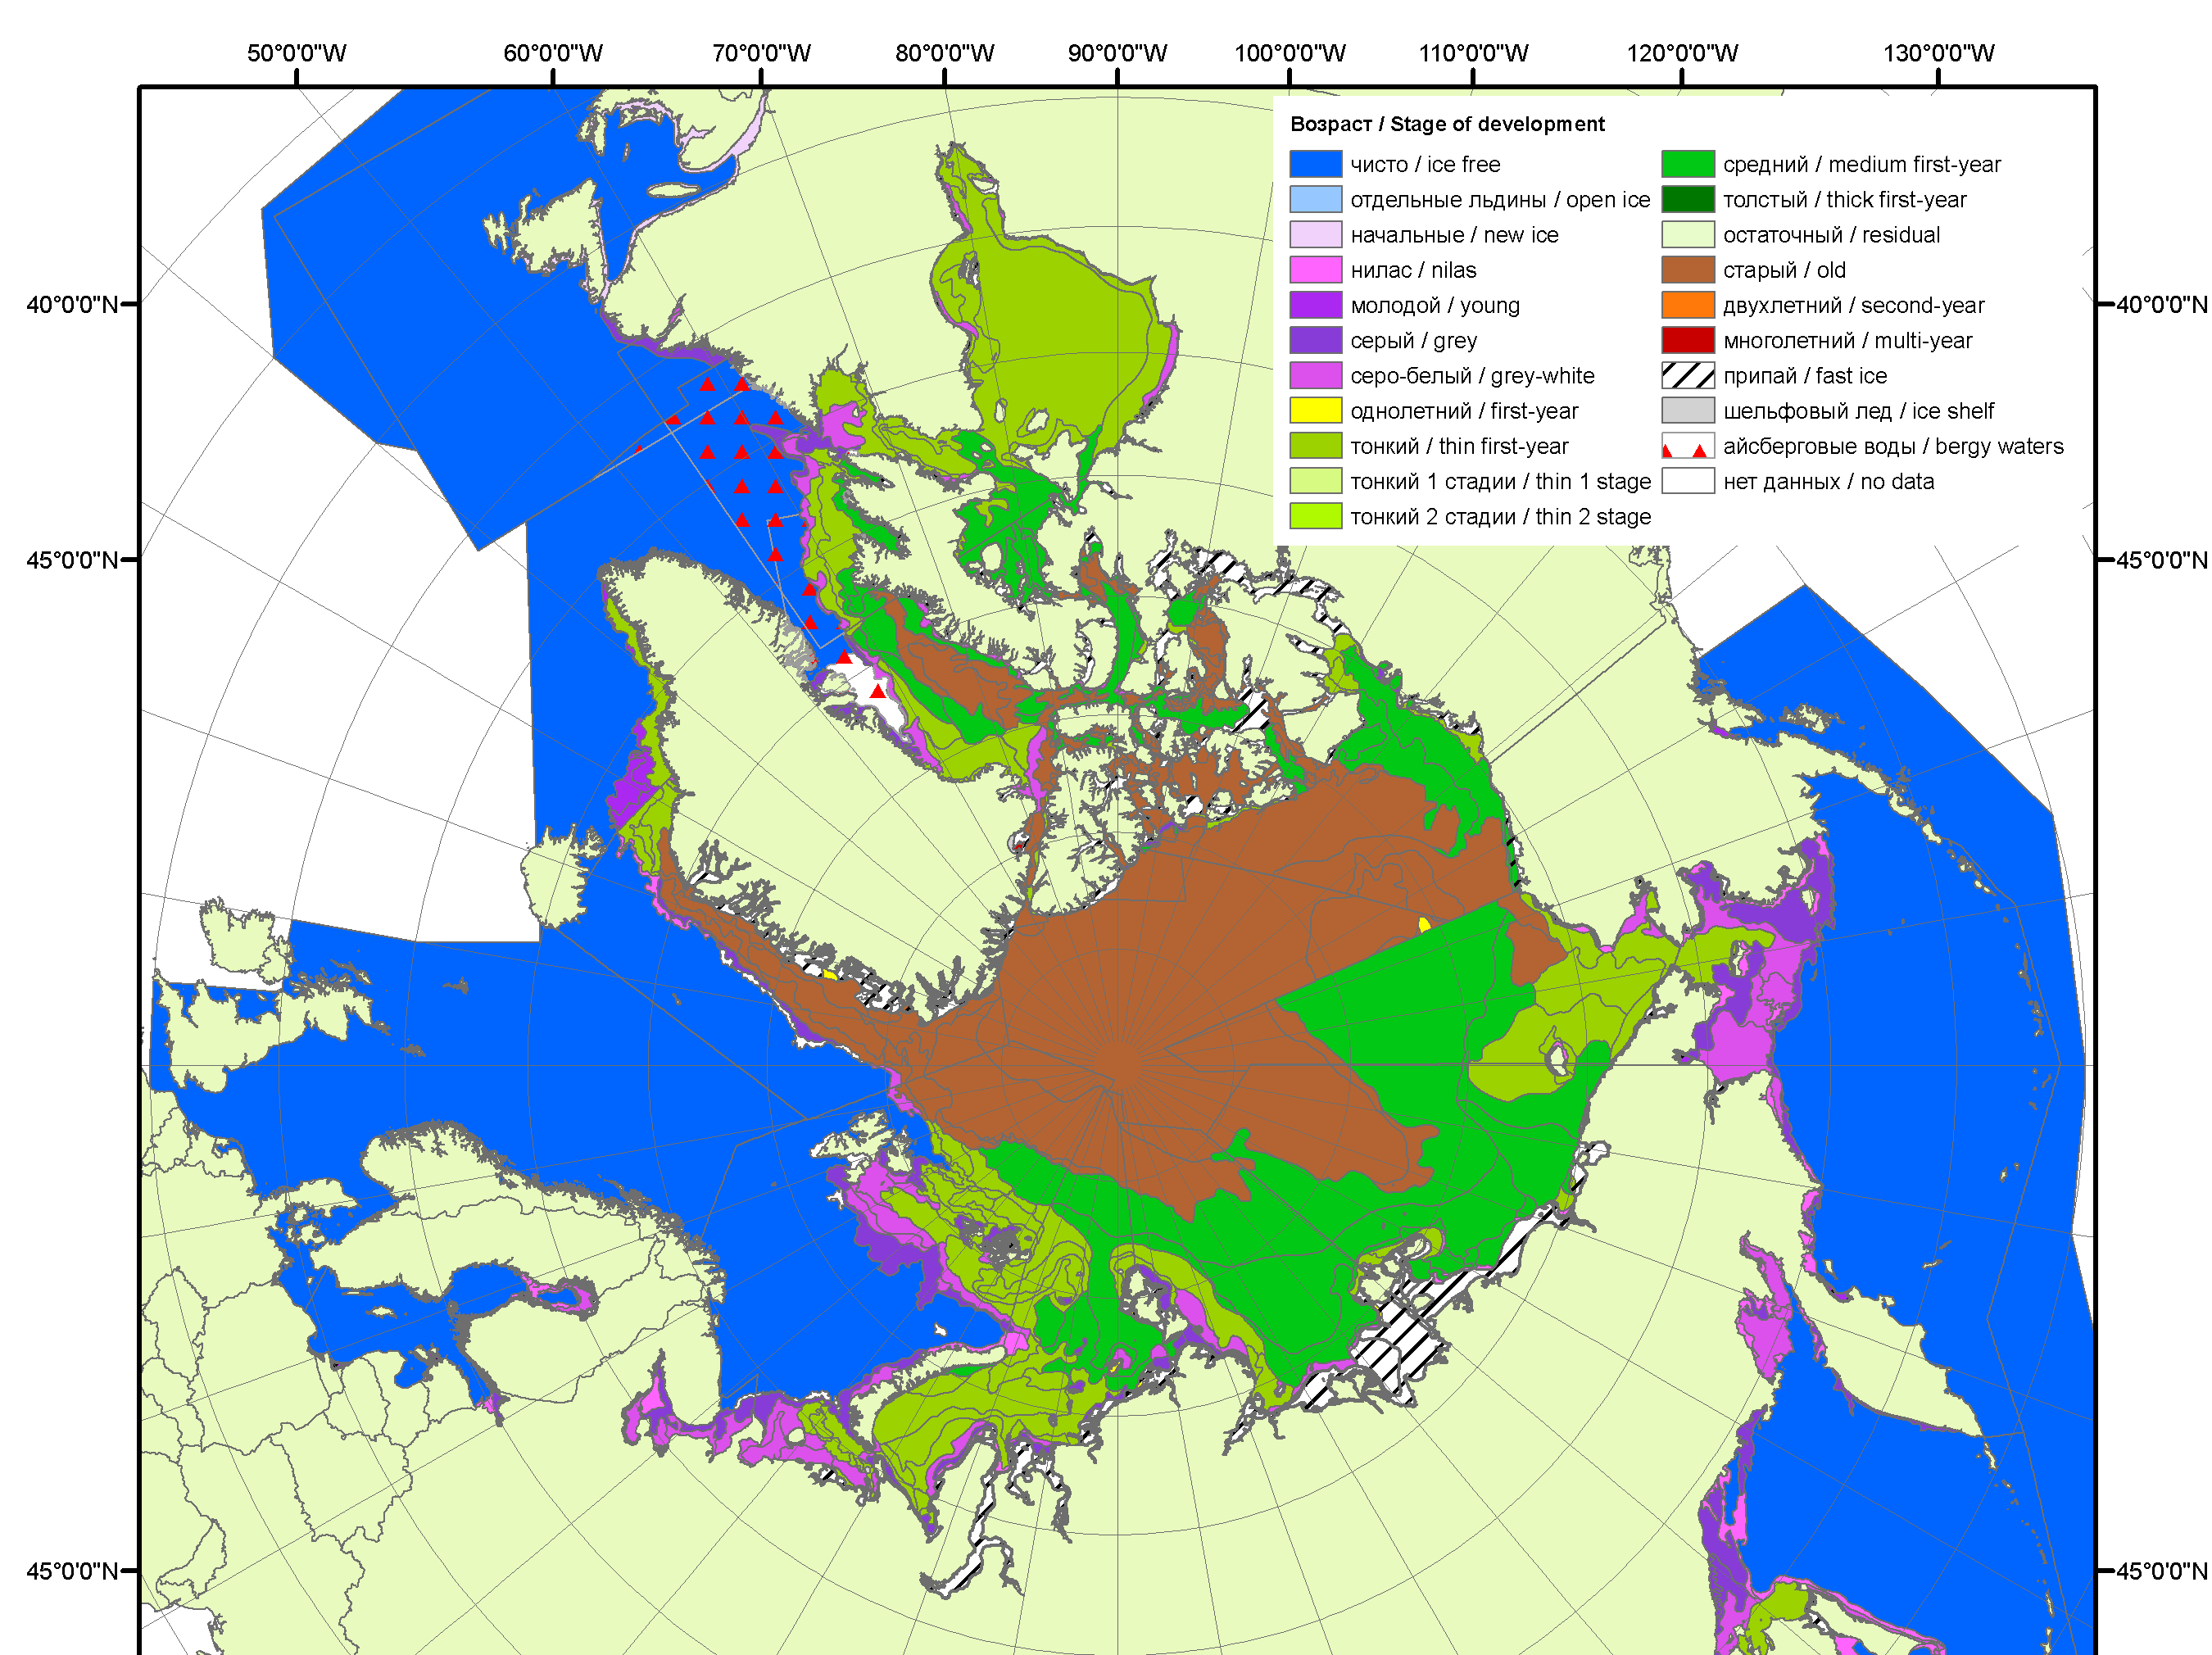 50°0'0"W 60°0'0"W 70°0'0"W 80°0'0"W 90°0'0"W 100°0'0"W 110°0'0"W 120°0'0"W 130°0'0"W
Возраст / Stage of development
чисто / ice free
отдельные льдины / open ice
начальные / new ice
нилас / nilas
молодой / young
серый / grey
серо-белый / grey-white
однолетний / first-year
тонкий / thin first-year
тонкий 1 стадии / thin 1 stage
тонкий 2 стадии / thin 2 stage
средний / medium first-year
толстый / thick first-year
остаточный / residual
старый / old
двухлетний / second-year
многолетний / multi-year
припай / fast ice
шельфовый лед / ice shelf
айсберговые воды / bergy waters
нет данных / no data
40°0'0"N 40°0'0"N
45°0'0"N 45°0'0"N
45°0'0"N 45°0'0"N